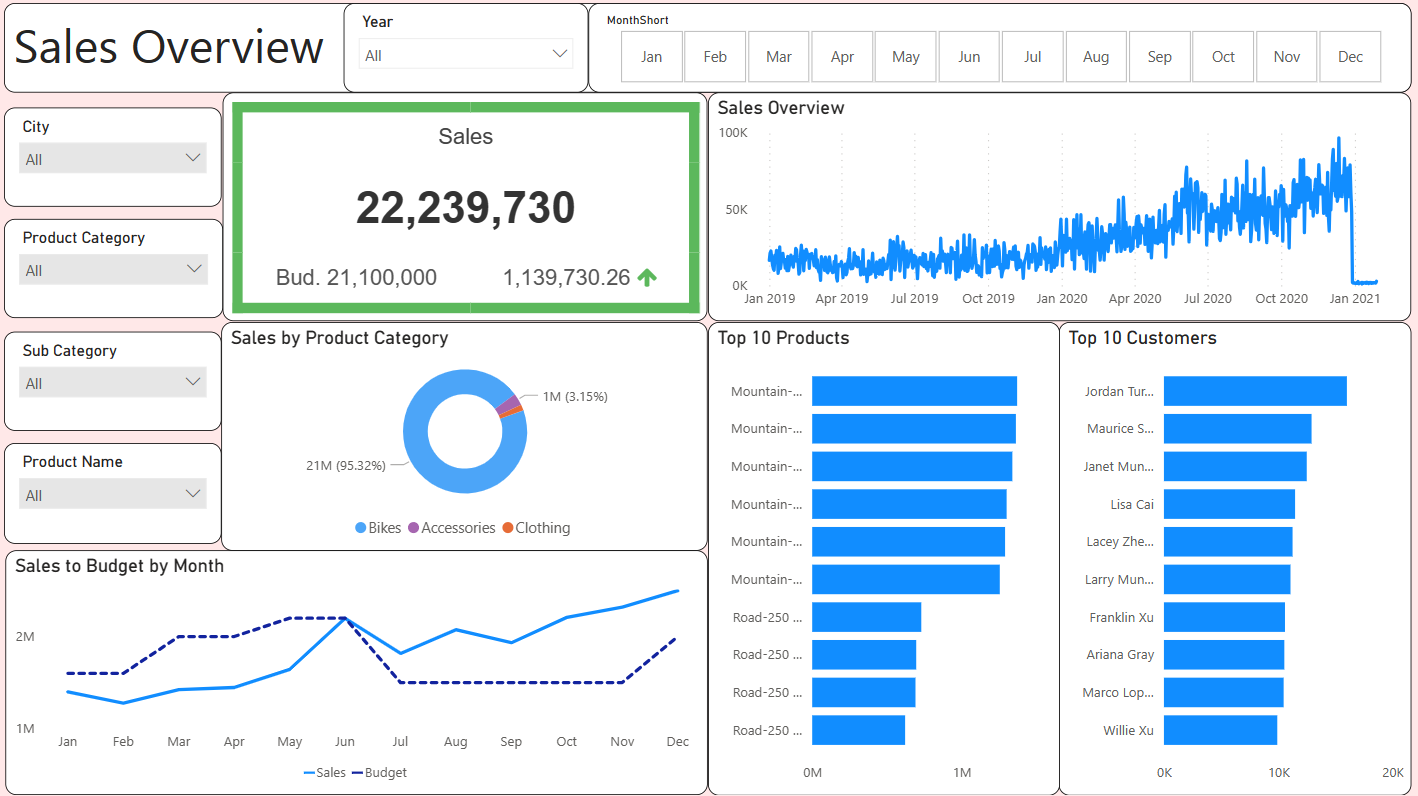 Sales Overview
Year
All
MonthShort
Jan Feb Mar Apr May Jun Jul Aug Sep Oct Nov Dec
City
All
Product Category
All
Sub Category
All
Product Name
All
Sales
22,239,730
Bud. 21,100,000
1,139,730.26
Sales Overview
100K
50K
0K
Jan 2019 Apr 2019 Jul 2019 Oct 2019 Jan 2020 Apr 2020 Jul 2020 Oct 2020 Jan 2021
Sales by Product Category
1M (3.15%)
21M (95.32%)
Bikes Accessories Clothing
Sales to Budget by Month
2M
1M
Jan Feb Mar Apr May Jun Jul Aug Sep Oct Nov Dec
Sales Budget
Top 10 Products
Mountain-...
Mountain-...
Mountain-...
Mountain-...
Mountain-...
Mountain-...
Road-250 ...
Road-250 ...
Road-250 ...
Road-250 ...
0M 1M
Top 10 Customers
Jordan Tur...
Maurice S...
Janet Mun...
Lisa Cai
Lacey Zhe...
Larry Mun...
Franklin Xu
Ariana Gray
Marco Lop...
Willie Xu
0K 10K 20K